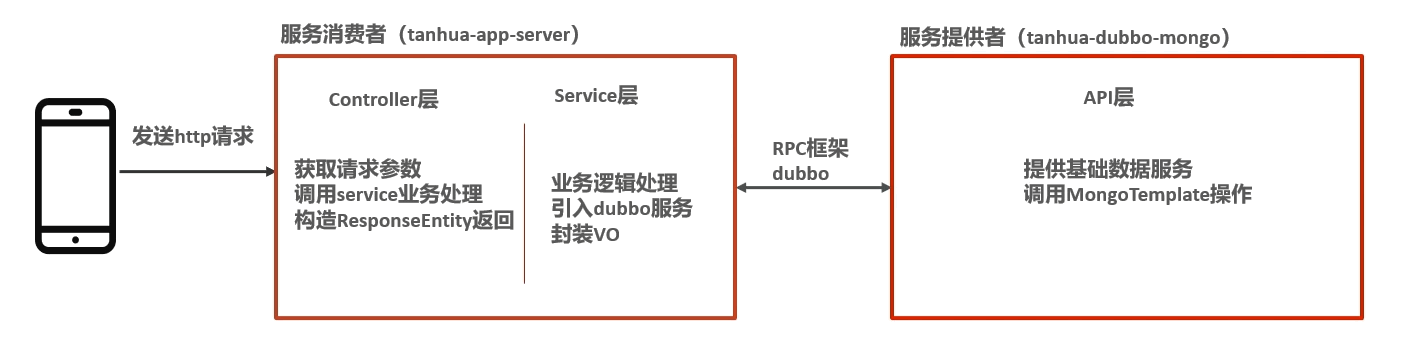 服务消费者（tanhua-app-server）
服务提供者（tanhua-dubbo-mongo）
发送http请求
Controller层
获取请求参数
调用service业务处理
构造ResponseEntity返回
Service层
业务逻辑处理
引入dubbo服务
封装VO
RPC框架
dubbo
API层
提供基础数据服务
调用MongoTemplate操作